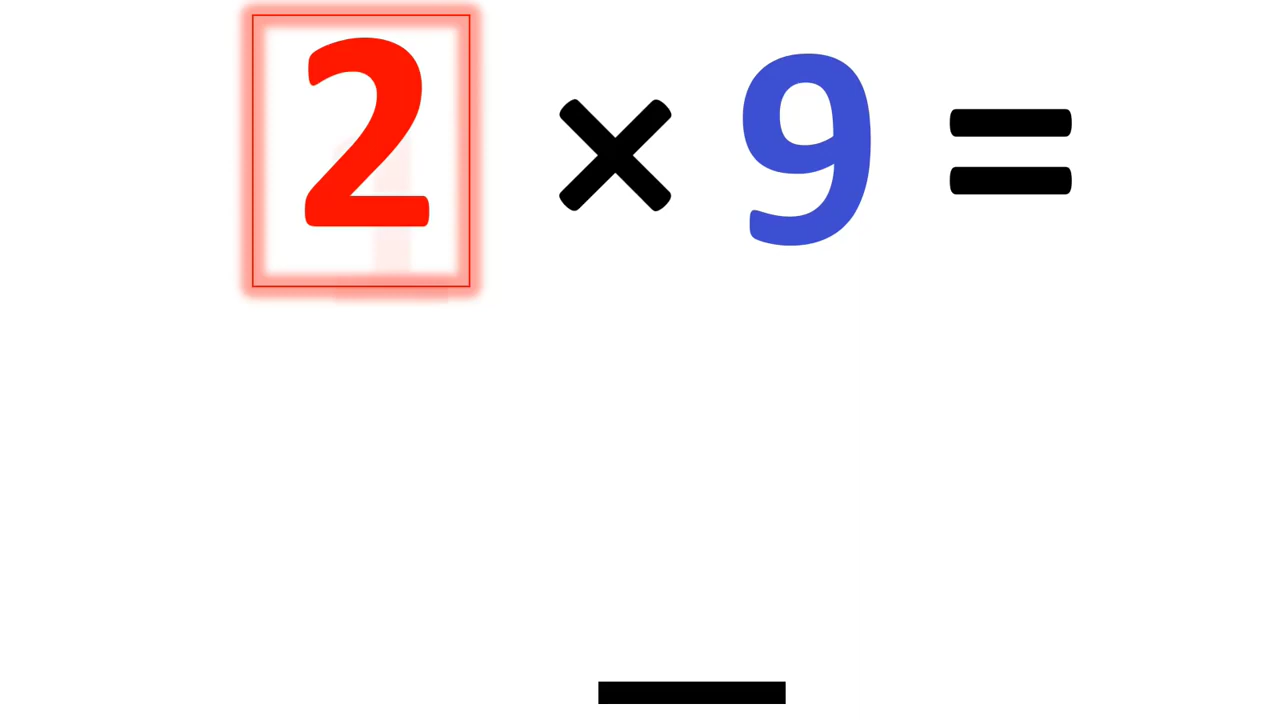 2 × 9 =